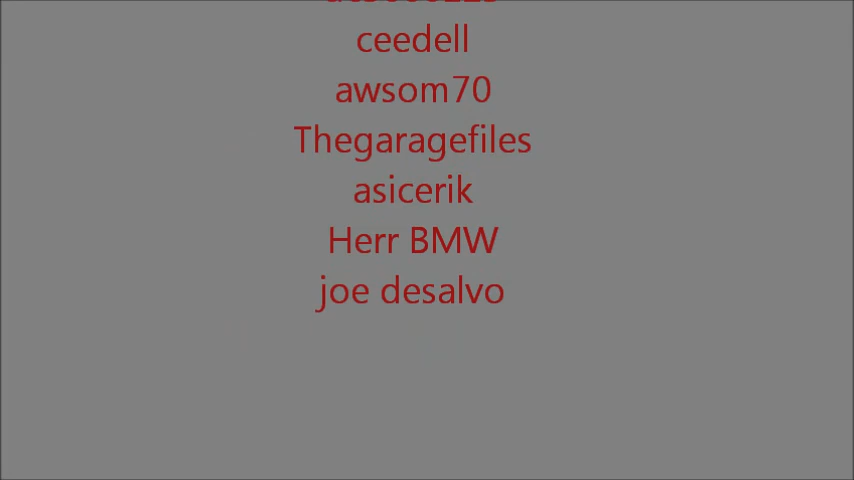 ceedell
awsom70
Thegaragefiles
asicerik
Herr BMW
joe desalvo